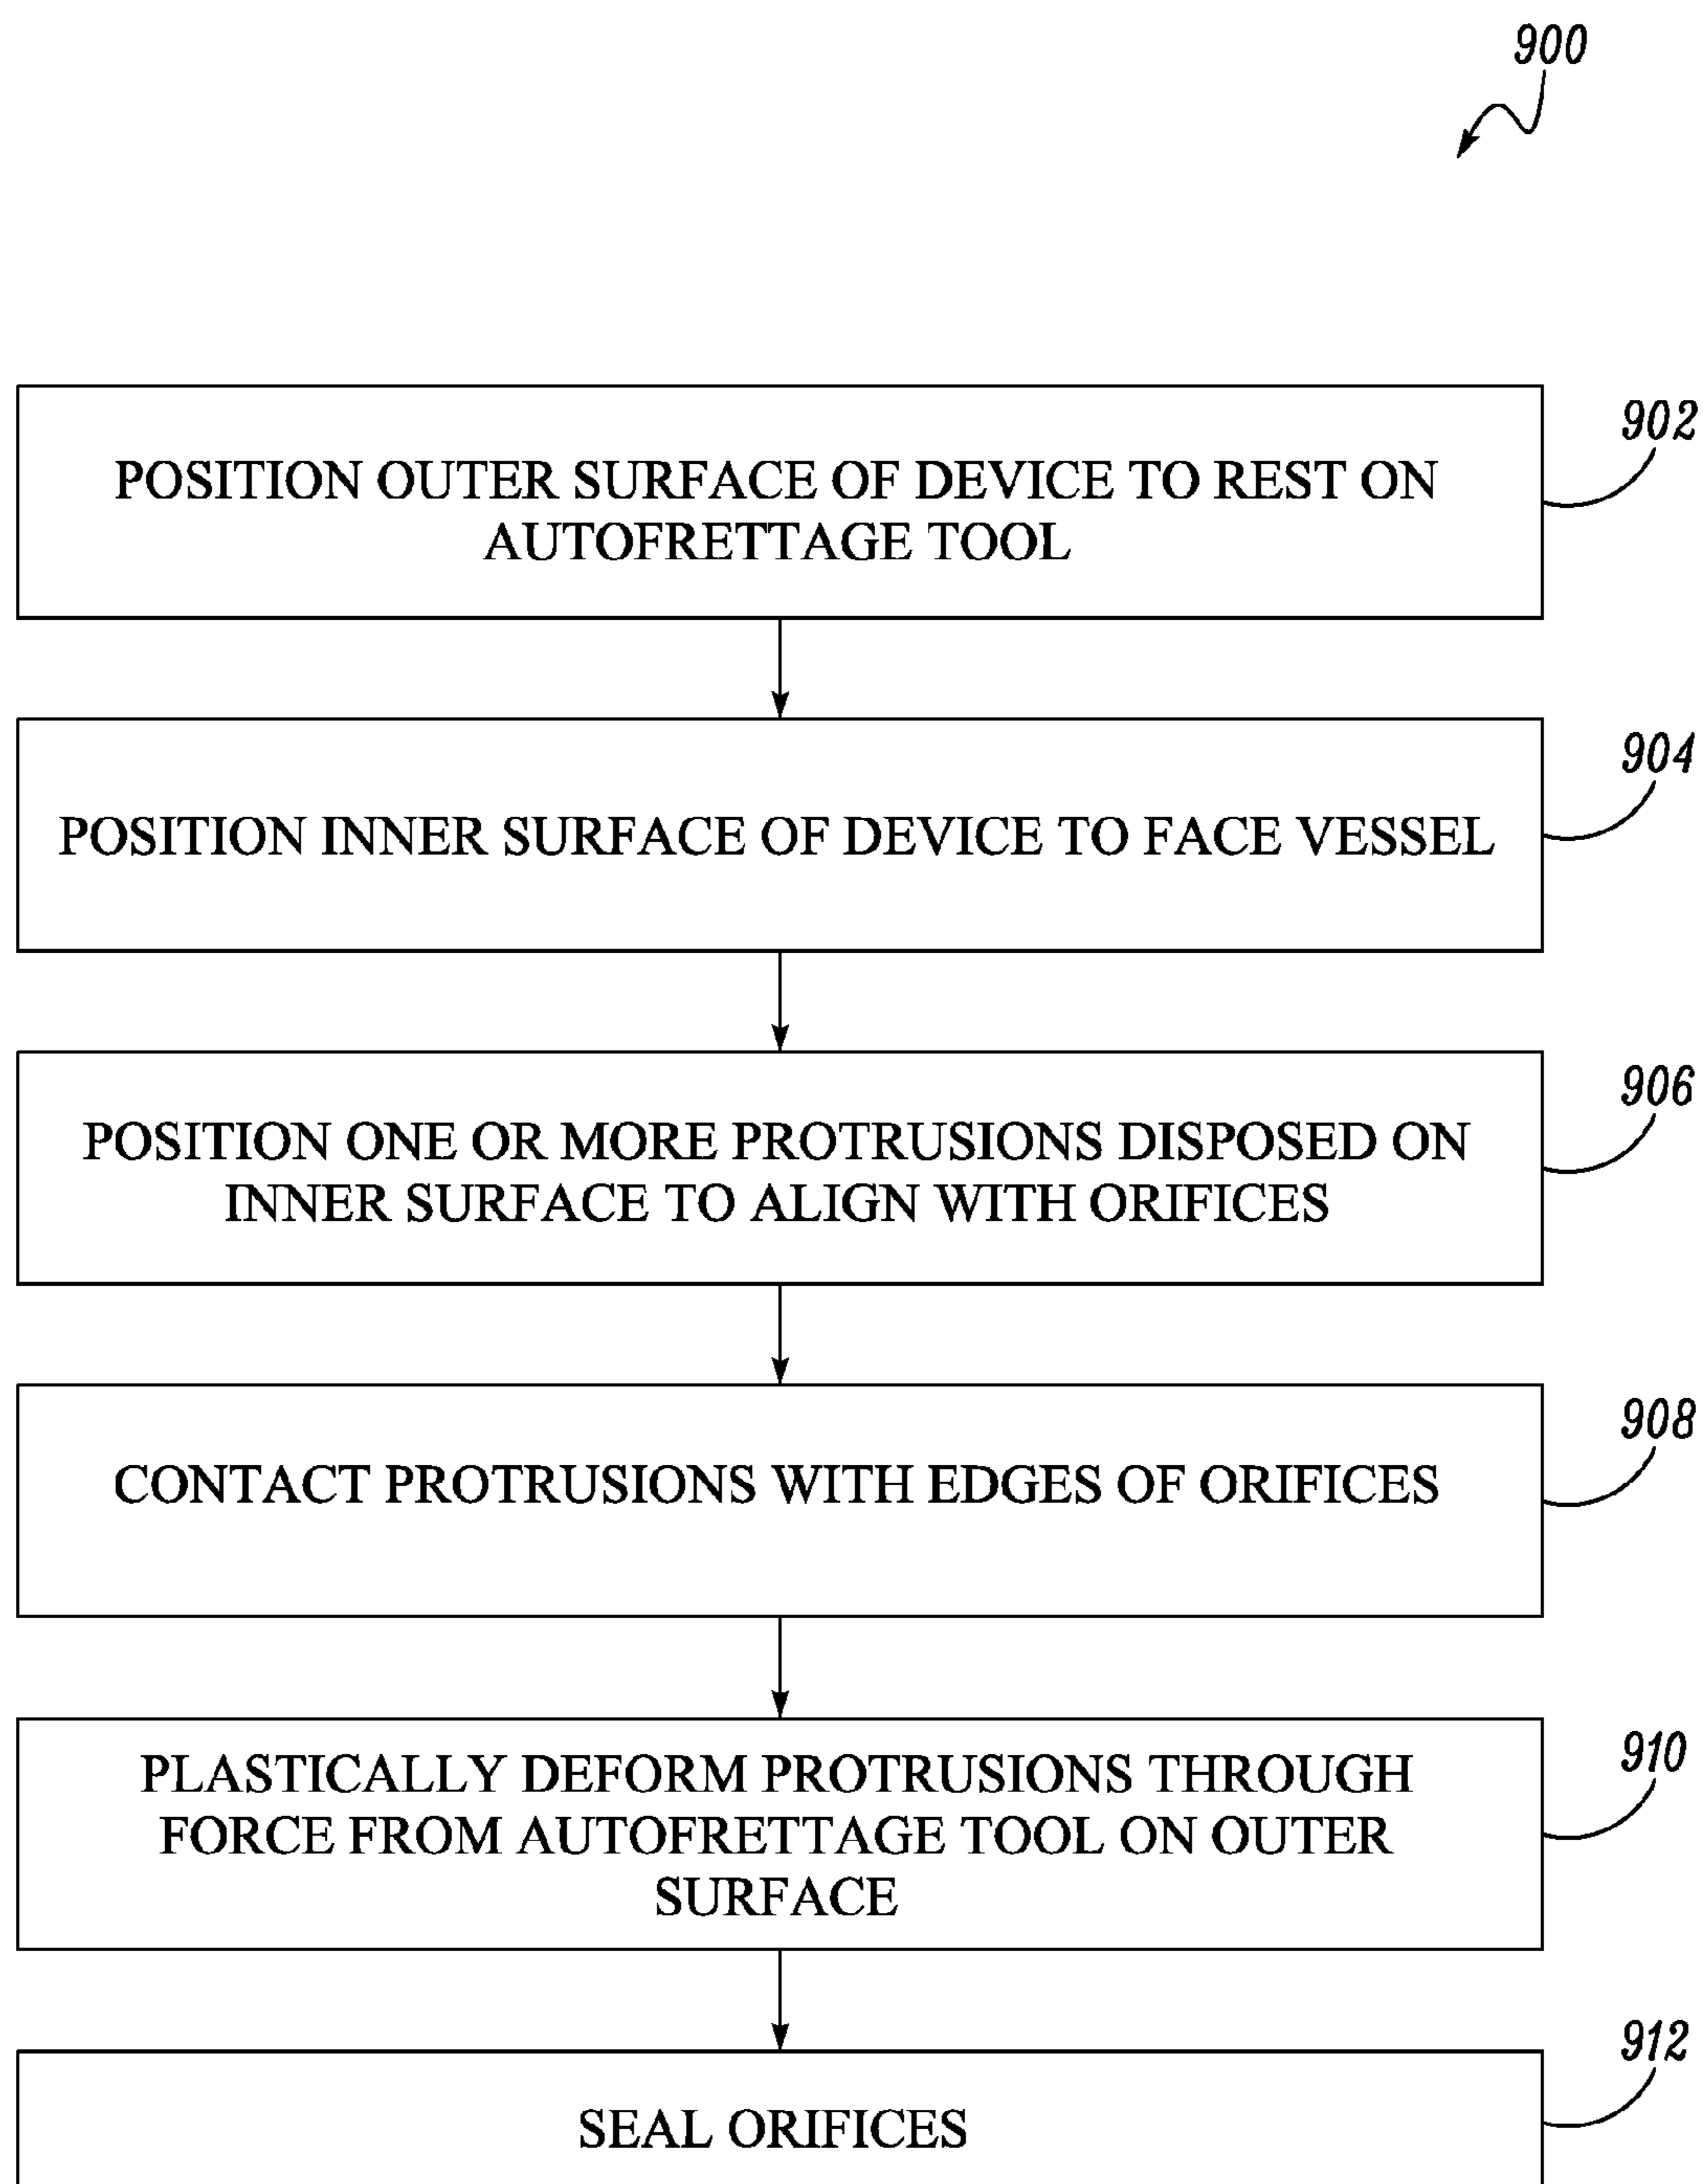 900
902
POSITION OUTER SURFACE OF DEVICE TO REST ON
AUTOFRETTAGE TOOL
904
POSITION INNER SURFACE OF DEVICE TO FACE VESSEL
906
POSITION ONE OR MORE PROTRUSIONS DISPOSED ON
INNER SURFACE TO ALIGN WITH ORIFICES
908
CONTACT PROTRUSIONS WITH EDGES OF ORIFICES
910
PLASTICALLY DEFORM PROTRUSIONS THROUGH
FORCE FROM AUTOFRETTAGE TOOL ON OUTER
SURFACE
912
SEAL ORIFICES